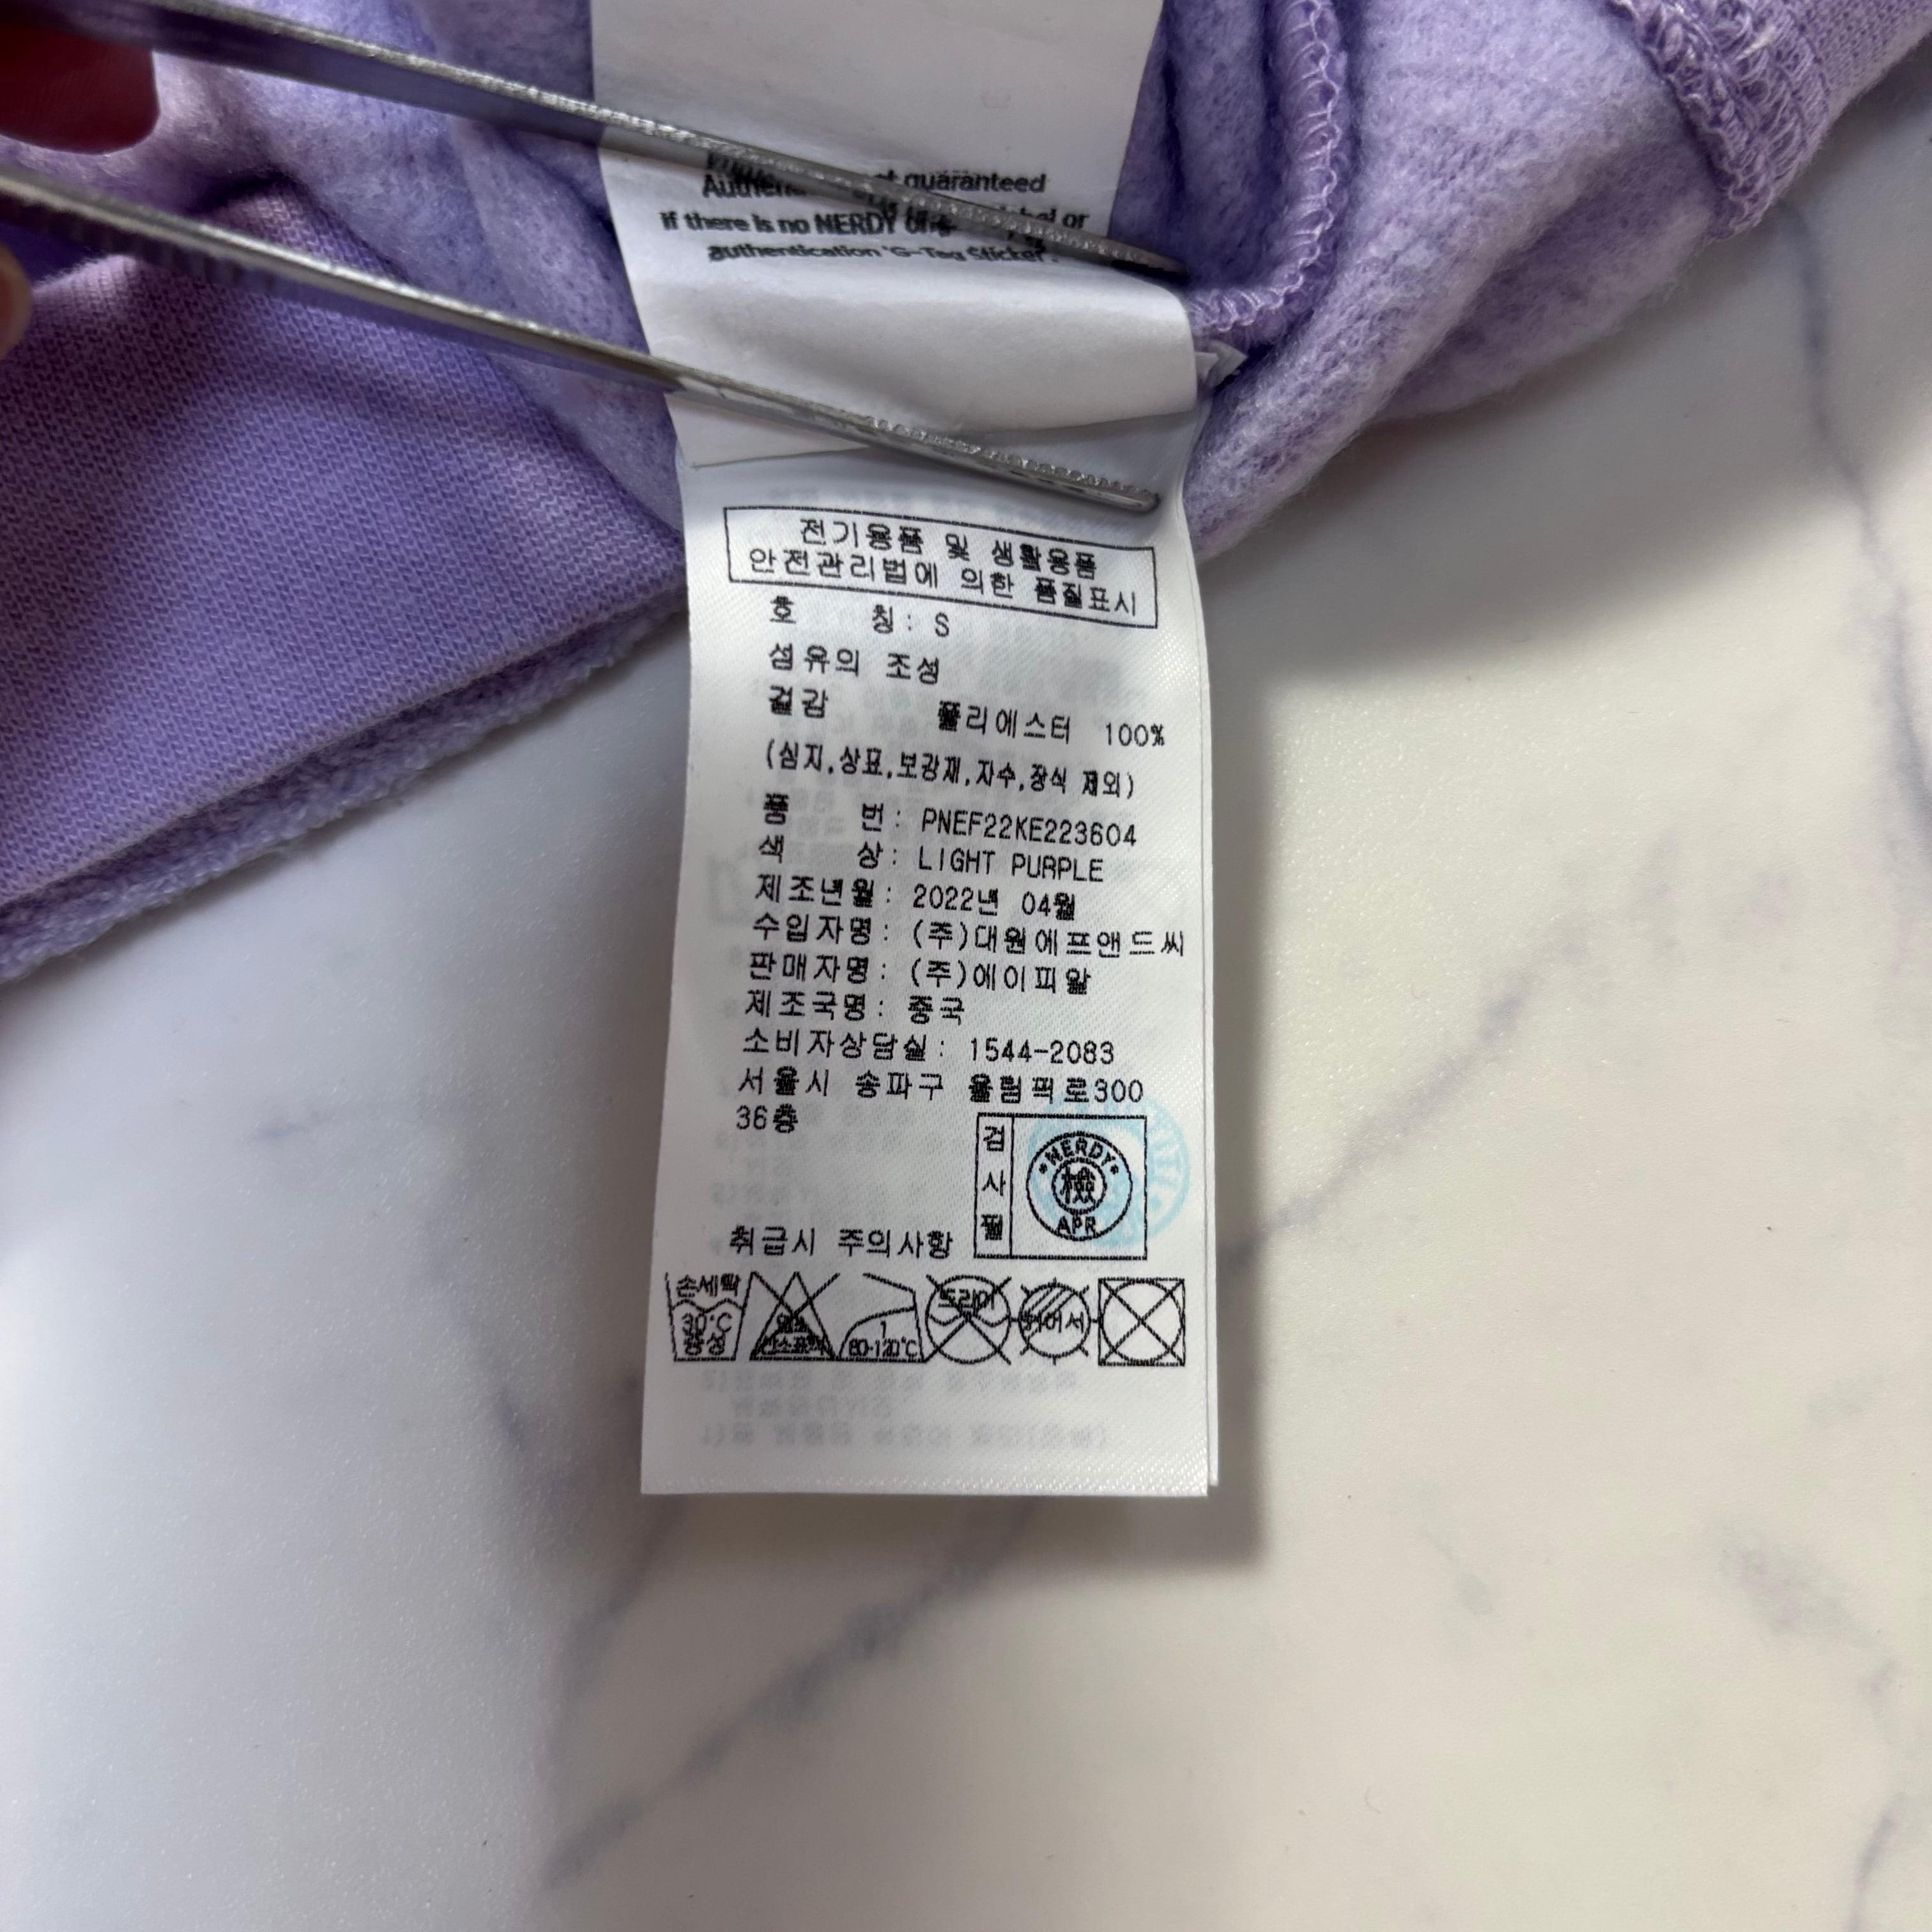 guaranteed
if there is no NERDY or
authentication 'G-Tag Sticker'.
전기용품 및 생활용품
안전관리법에 의한 품질표시
호 칭: S
섬유의 조성
겉감 폴리에스터 100%
(심지,상표,보강재,자수,장식 제외)
품 번: PNEF22KE223604
색 상: LIGHT PURPLE
제조년월: 2022년 04월
수입자명: (주)대원에프앤드씨
판매자명: (주)에이피알
제조국명: 중국
소비자상담실: 1544-2083
서울시 송파구 올림픽로300
36층
검사필
NERDY
檢
APR
취급시 주의사항
손세탁
30℃
중성
1
80-120℃
드라이